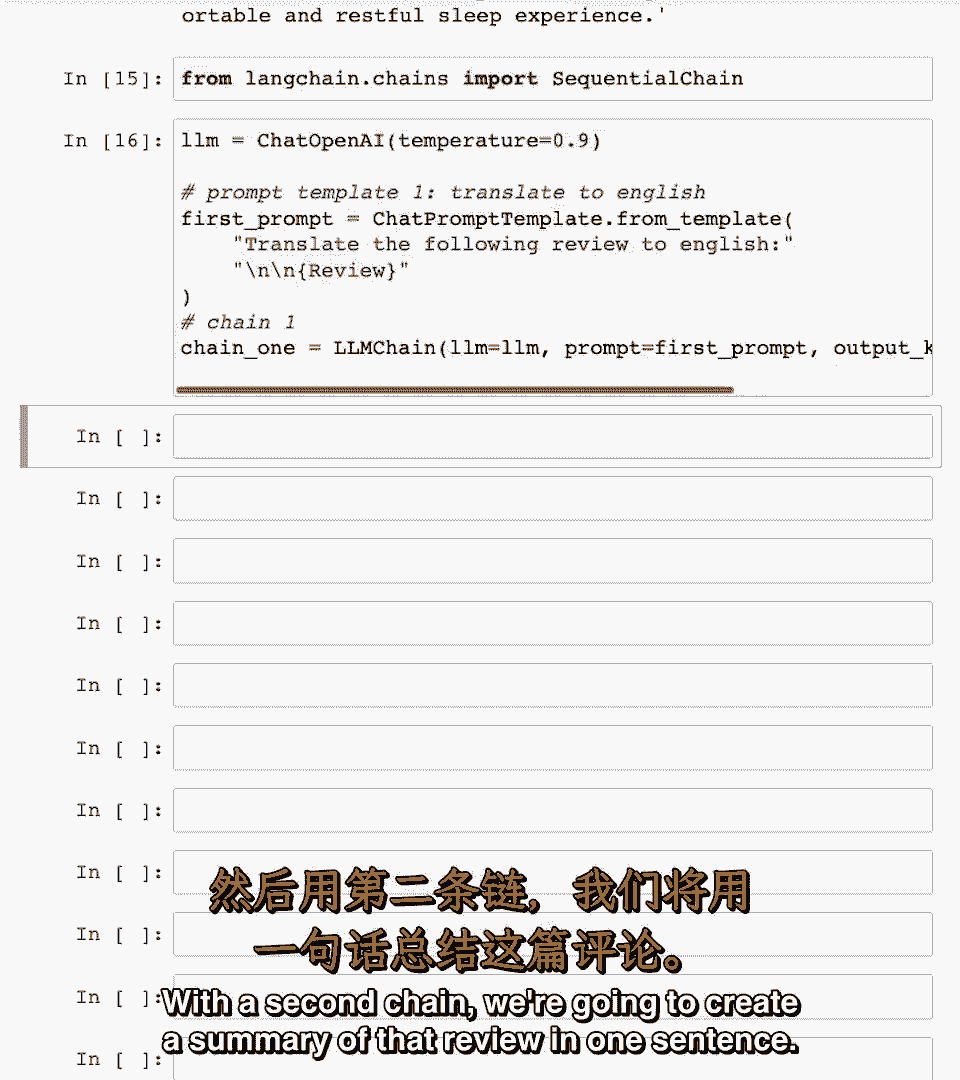 ortable and restful sleep experience.'
In [15]: from langchain.chains import SequentialChain
In [16]: llm = ChatOpenAI(temperature=0.9)
# prompt template 1: translate to english
first_prompt = ChatPromptTemplate.from_template(
    "Translate the following review to english:"
    "\n\n{Review}"
)
# chain 1
chain_one = LLMChain(llm=llm, prompt=first_prompt, output_k
In [ ]:
In [ ]:
In [ ]:
In [ ]:
In [ ]:
In [ ]:
In [ ]:
In [ ]:
然后用第二条链，我们将用
In [ ]:
一句话总结这篇评论。
In [ ]:
With a second chain, we're going to create
a summary of that review in one sentence.
In [ ]: